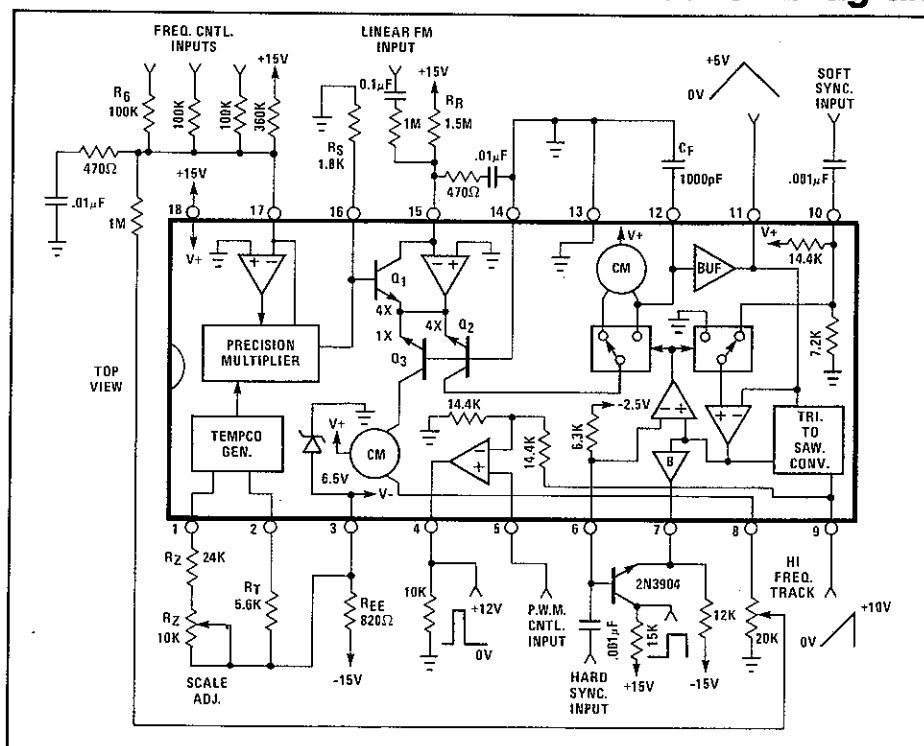 FREQ. CNTL.
INPUTS
LINEAR FM
INPUT
+15V
+15V
+5V
0V
SOFT
SYNC.
INPUT
R6
100K
100K
100K
360K
0.1µF
1M
RR
1.5M
RS
1.8K
.01µF
470Ω
CF
1000pF
.001µF
470Ω
.01µF
1M
+15V
18
17
16
15
14
13
12
11
10
V+
V+
V+
14.4K
CM
BUF
Q1
4X
4X
Q2
1X
Q3
7.2K
TOP
VIEW
PRECISION
MULTIPLIER
TEMPCO
GEN.
14.4K
-2.5V
6.3K
14.4K
V+
CM
6.5V
V-
B
TRI.
TO
SAW.
CONV.
1
2
3
4
5
6
7
8
9
RZ
24K
RT
5.6K
RZ
10K
REE
820Ω
-15V
SCALE
ADJ.
10K
+12V
0V
P.W.M.
CNTL.
INPUT
2N3904
.001µF
15K
+15V
HARD
SYNC.
INPUT
12K
-15V
20K
HI
FREQ.
TRACK
0V
+10V